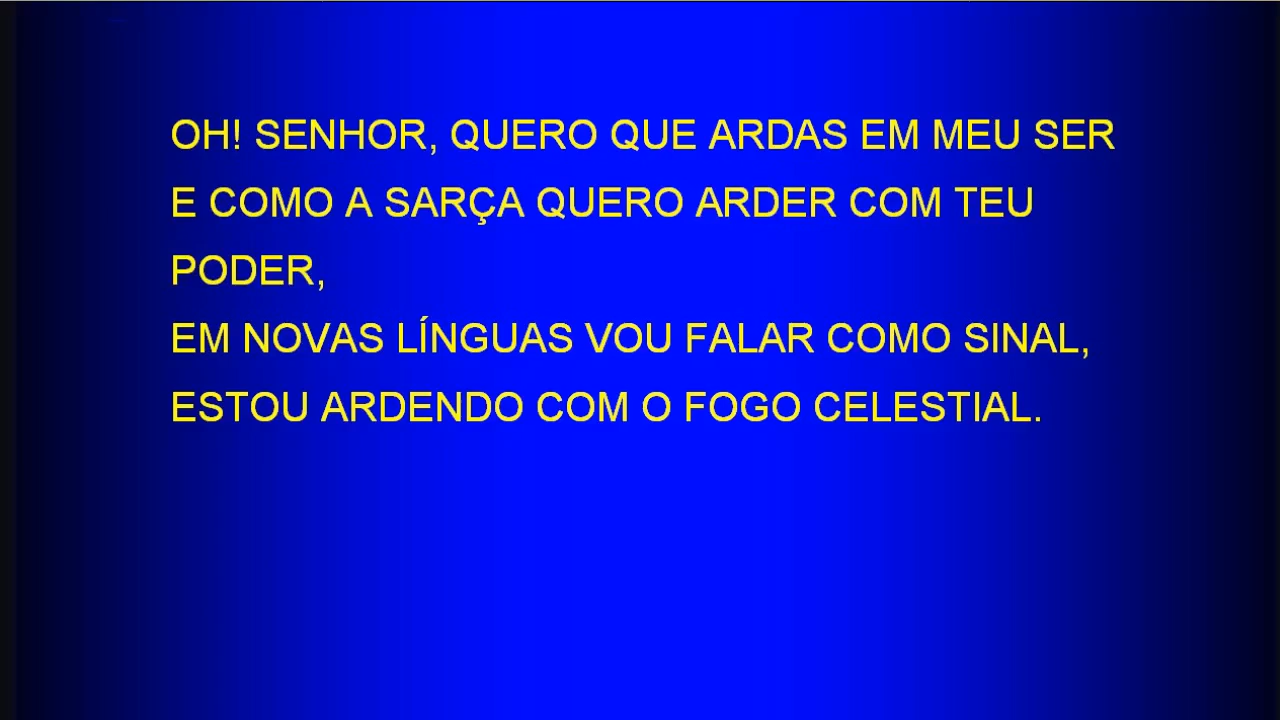 OH! SENHOR, QUERO QUE ARDAS EM MEU SER
E COMO A SARÇA QUERO ARDER COM TEU
PODER,
EM NOVAS LÍNGUAS VOU FALAR COMO SINAL,
ESTOU ARDENDO COM O FOGO CELESTIAL.